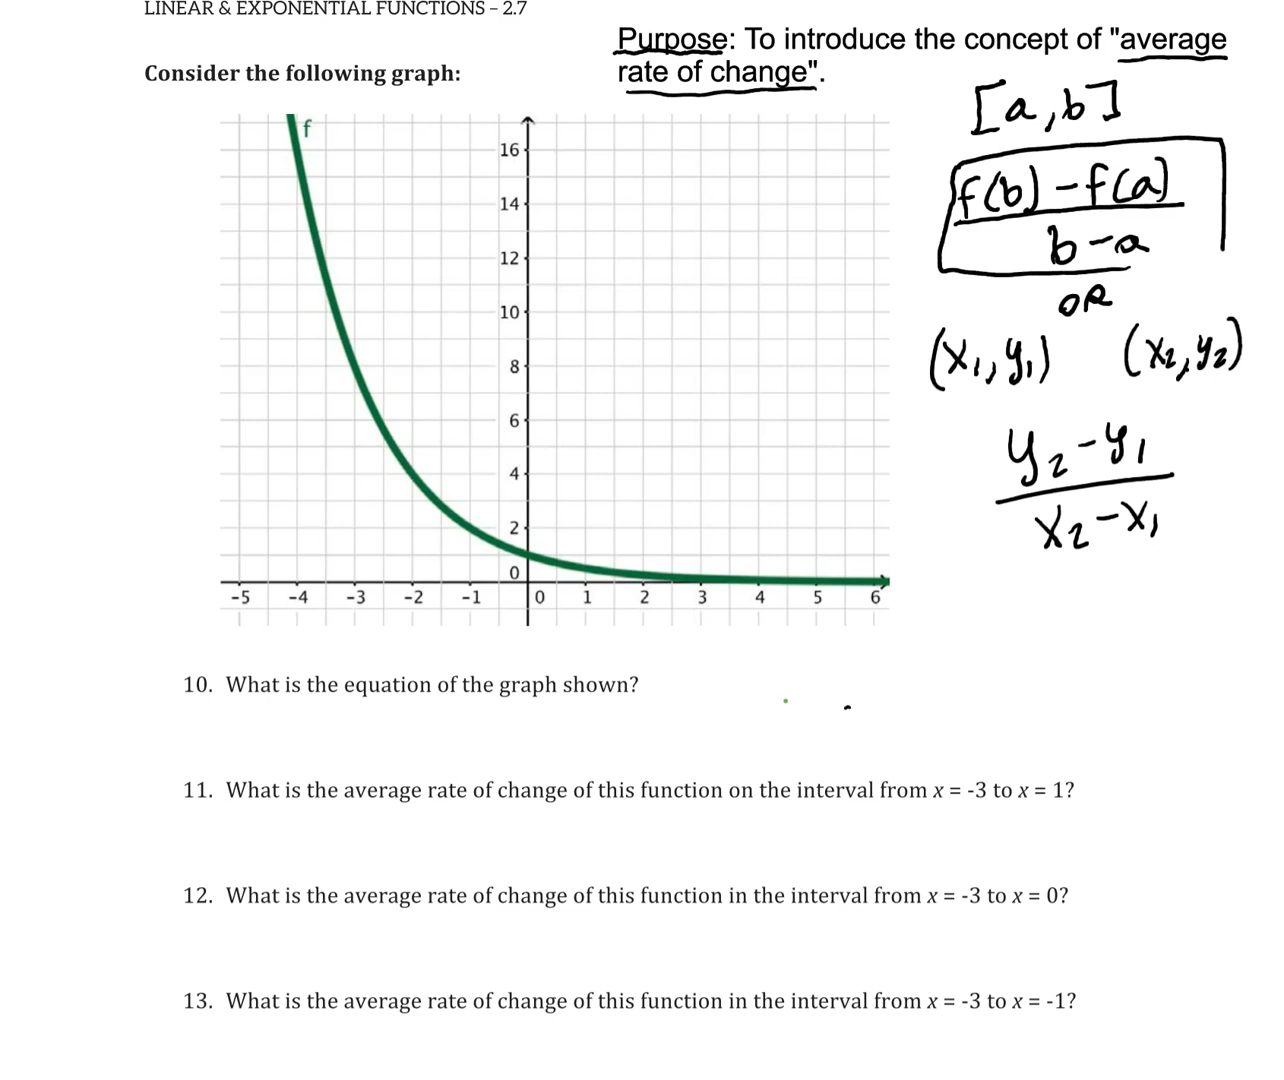 LINEAR & EXPONENTIAL FUNCTIONS – 2.7
Purpose: To introduce the concept of "average
rate of change".
Consider the following graph:
[a,b]
f(b)-f(a)
b-a
OR
(x1,y1) (x2,y2)
y2-y1
x2-x1
f
16
14
12
10
8
6
4
2
0
-5 -4 -3 -2 -1 0 1 2 3 4 5 6
10. What is the equation of the graph shown?
11. What is the average rate of change of this function on the interval from x = -3 to x = 1?
12. What is the average rate of change of this function in the interval from x = -3 to x = 0?
13. What is the average rate of change of this function in the interval from x = -3 to x = -1?